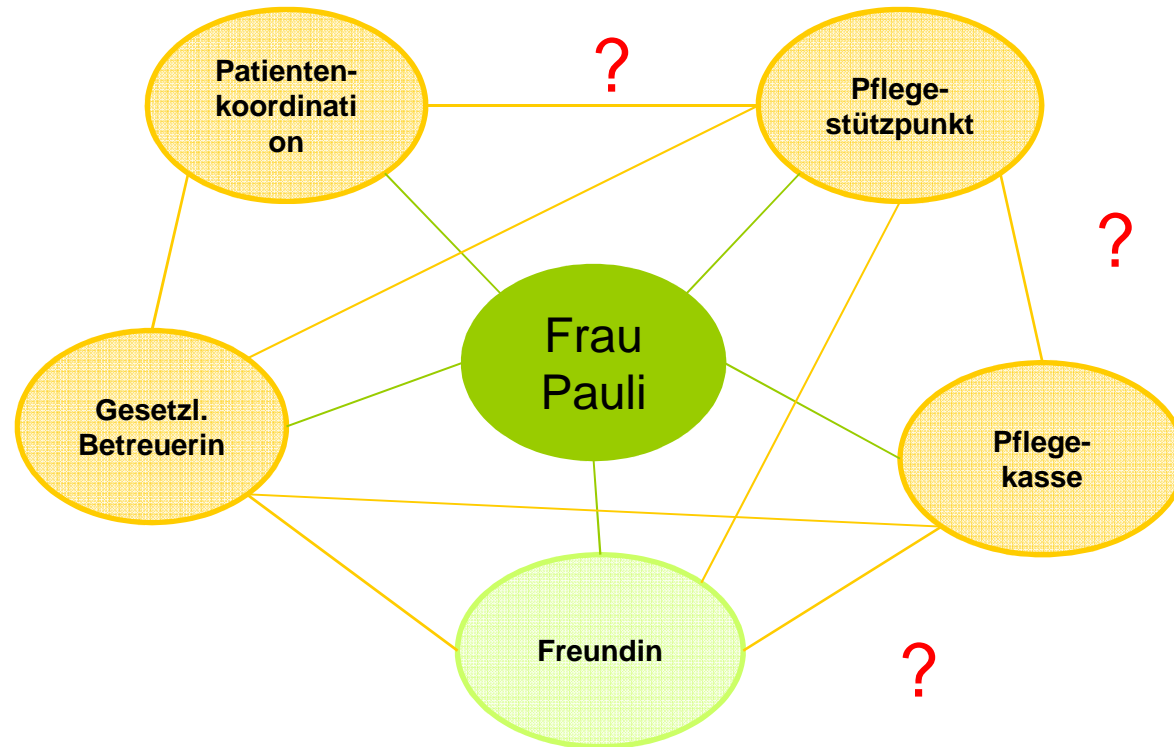 ?
Patienten-
koordinati
on
Pflege-
stützpunkt
?
Frau
Pauli
Gesetzl.
Betreuerin
Pflege-
kasse
Freundin
?